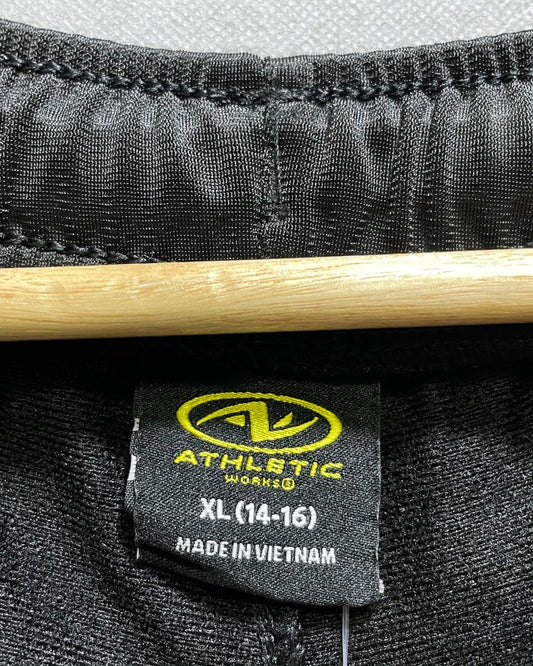 ATHLETIC
WORKS®
XL (14-16)
MADE IN VIETNAM